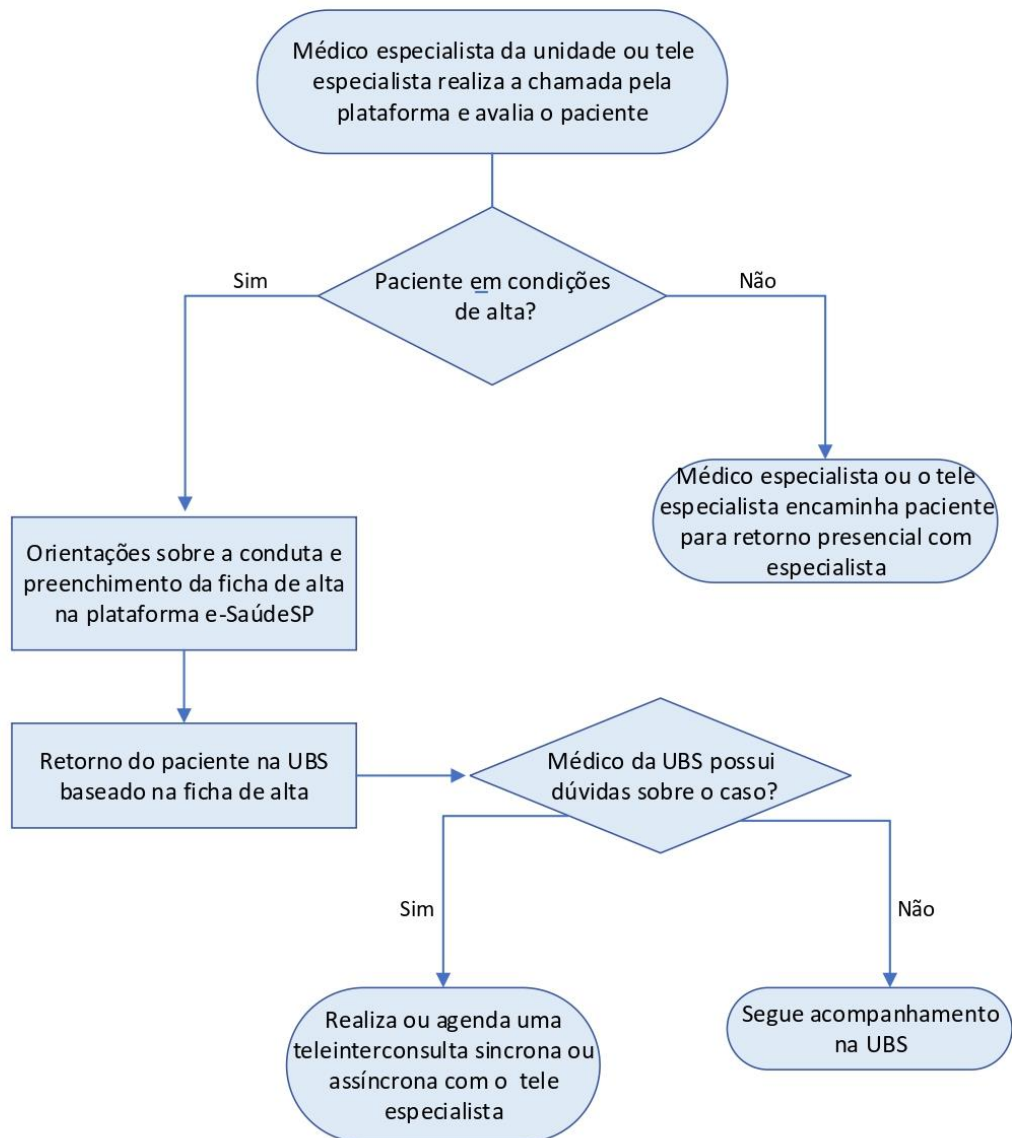 Médico especialista da unidade ou tele
especialista realiza a chamada pela
plataforma e avalia o paciente
Sim
Paciente em condições
de alta?
Não
Médico especialista ou o tele
especialista encaminha paciente
para retorno presencial com
especialista
Orientações sobre a conduta e
preenchimento da ficha de alta
na plataforma e-SaúdeSP
Retorno do paciente na UBS
baseado na ficha de alta
Médico da UBS possui
dúvidas sobre o caso?
Sim
Não
Realiza ou agenda uma
teleinterconsulta sincrona ou
assíncrona com o tele
especialista
Segue acompanhamento
na UBS